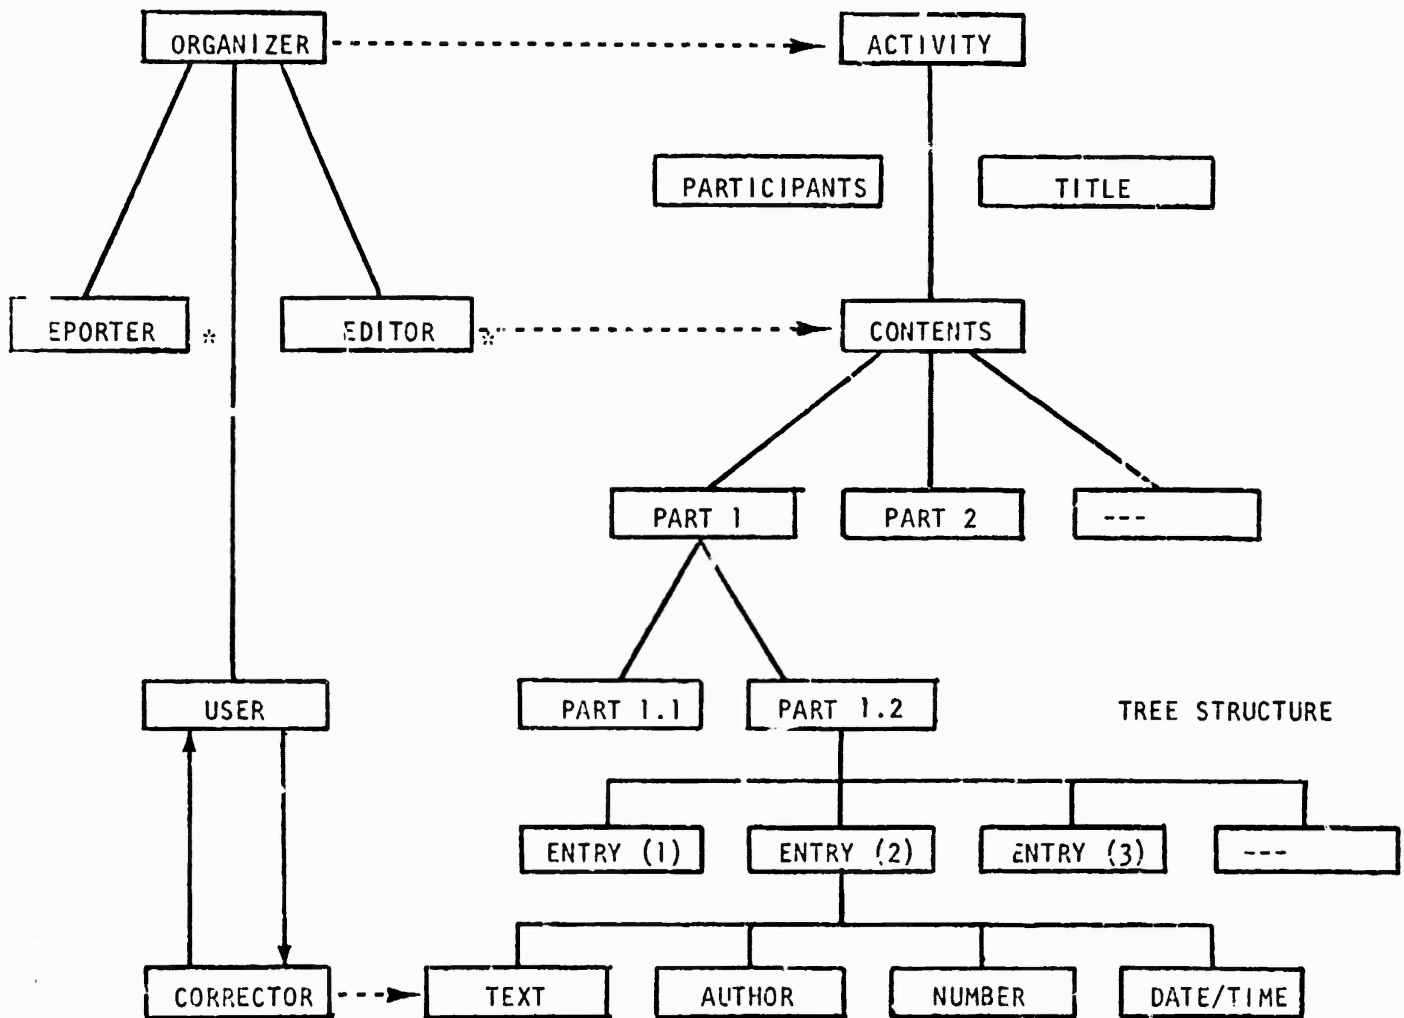 ORGANIZER ACTIVITY
PARTICIPANTS TITLE
EPORTER * EDITOR * CONTENTS
PART 1 PART 2 ---
USER PART 1.1 PART 1.2 TREE STRUCTURE
ENTRY (1) ENTRY (2) ENTRY (3) ---
CORRECTOR TEXT AUTHOR NUMBER DATE/TIME